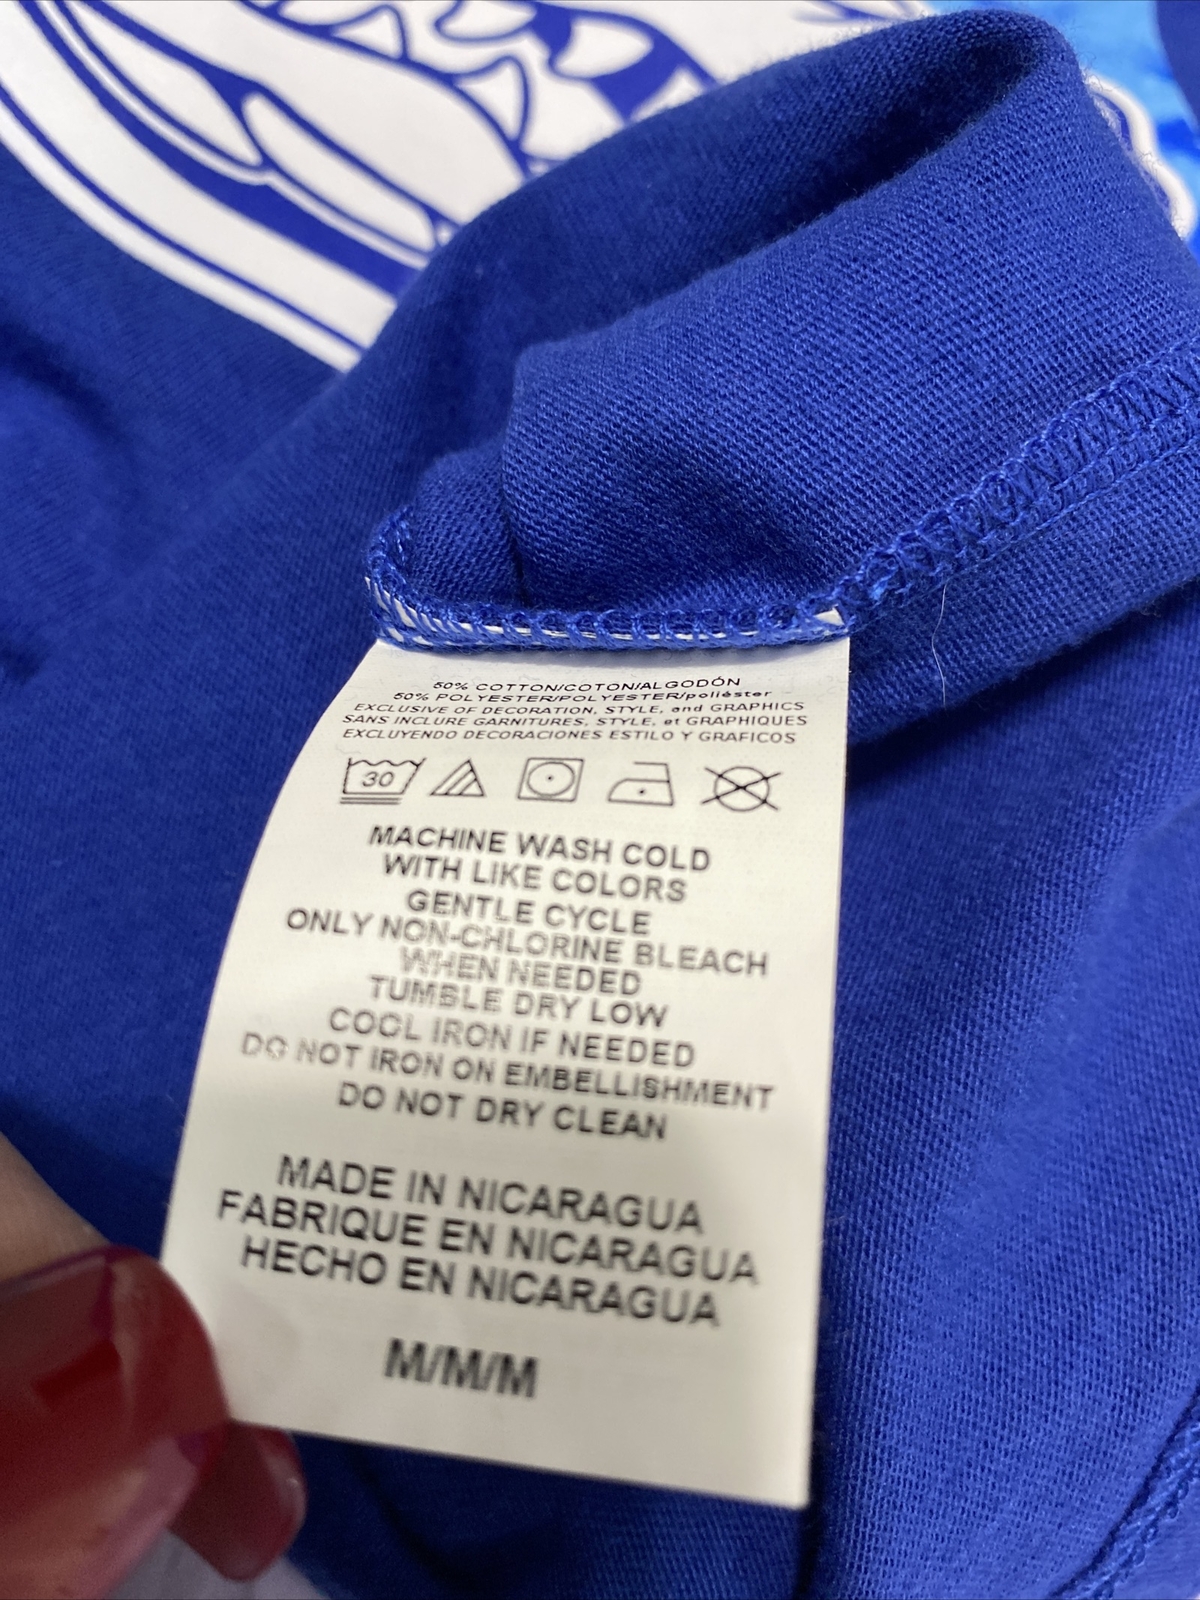 50% COTTON/COTON/ALGODÓN
50% POLYESTER/POLYESTER/poliéster
EXCLUSIVE OF DECORATION, STYLE, and GRAPHICS
SANS INCLURE GARNITURES, STYLE, et GRAPHIQUES
EXCLUYENDO DECORACIONES ESTILO Y GRAFICOS
30
MACHINE WASH COLD
WITH LIKE COLORS
GENTLE CYCLE
ONLY NON-CHLORINE BLEACH
WHEN NEEDED
TUMBLE DRY LOW
COOL IRON IF NEEDED
DO NOT IRON ON EMBELLISHMENT
DO NOT DRY CLEAN
MADE IN NICARAGUA
FABRIQUE EN NICARAGUA
HECHO EN NICARAGUA
M/M/M